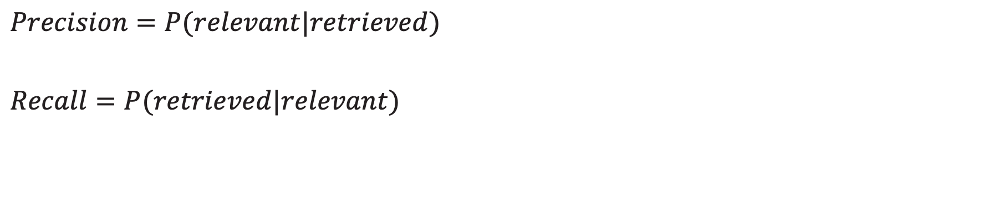 Precision = P(relevant|retrieved)
Recall = P(retrieved|relevant)